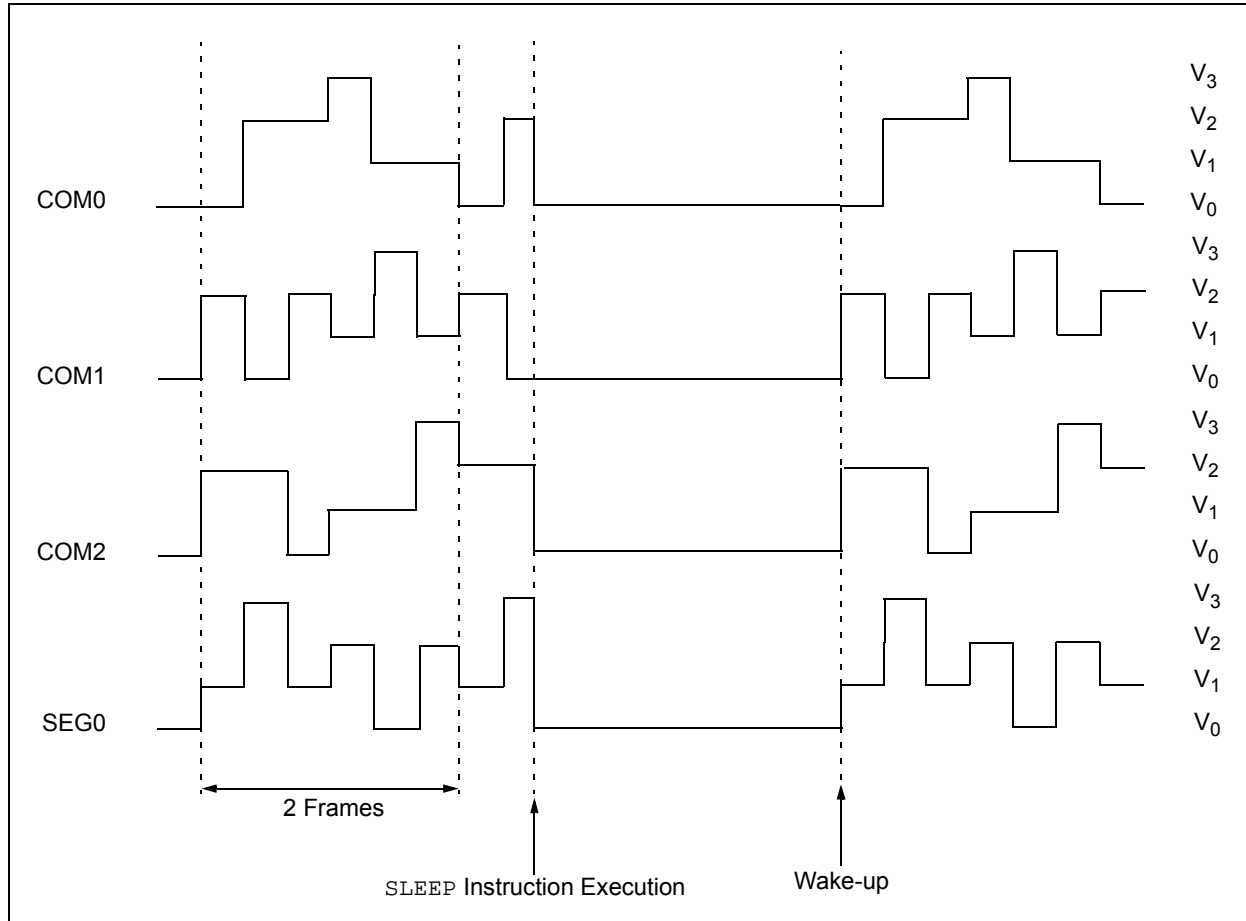 V3
V2
V1
COM0
V0
V3
V2
V1
COM1
V0
V3
V2
V1
COM2
V0
V3
V2
V1
SEG0
V0
2 Frames
SLEEP Instruction Execution
Wake-up